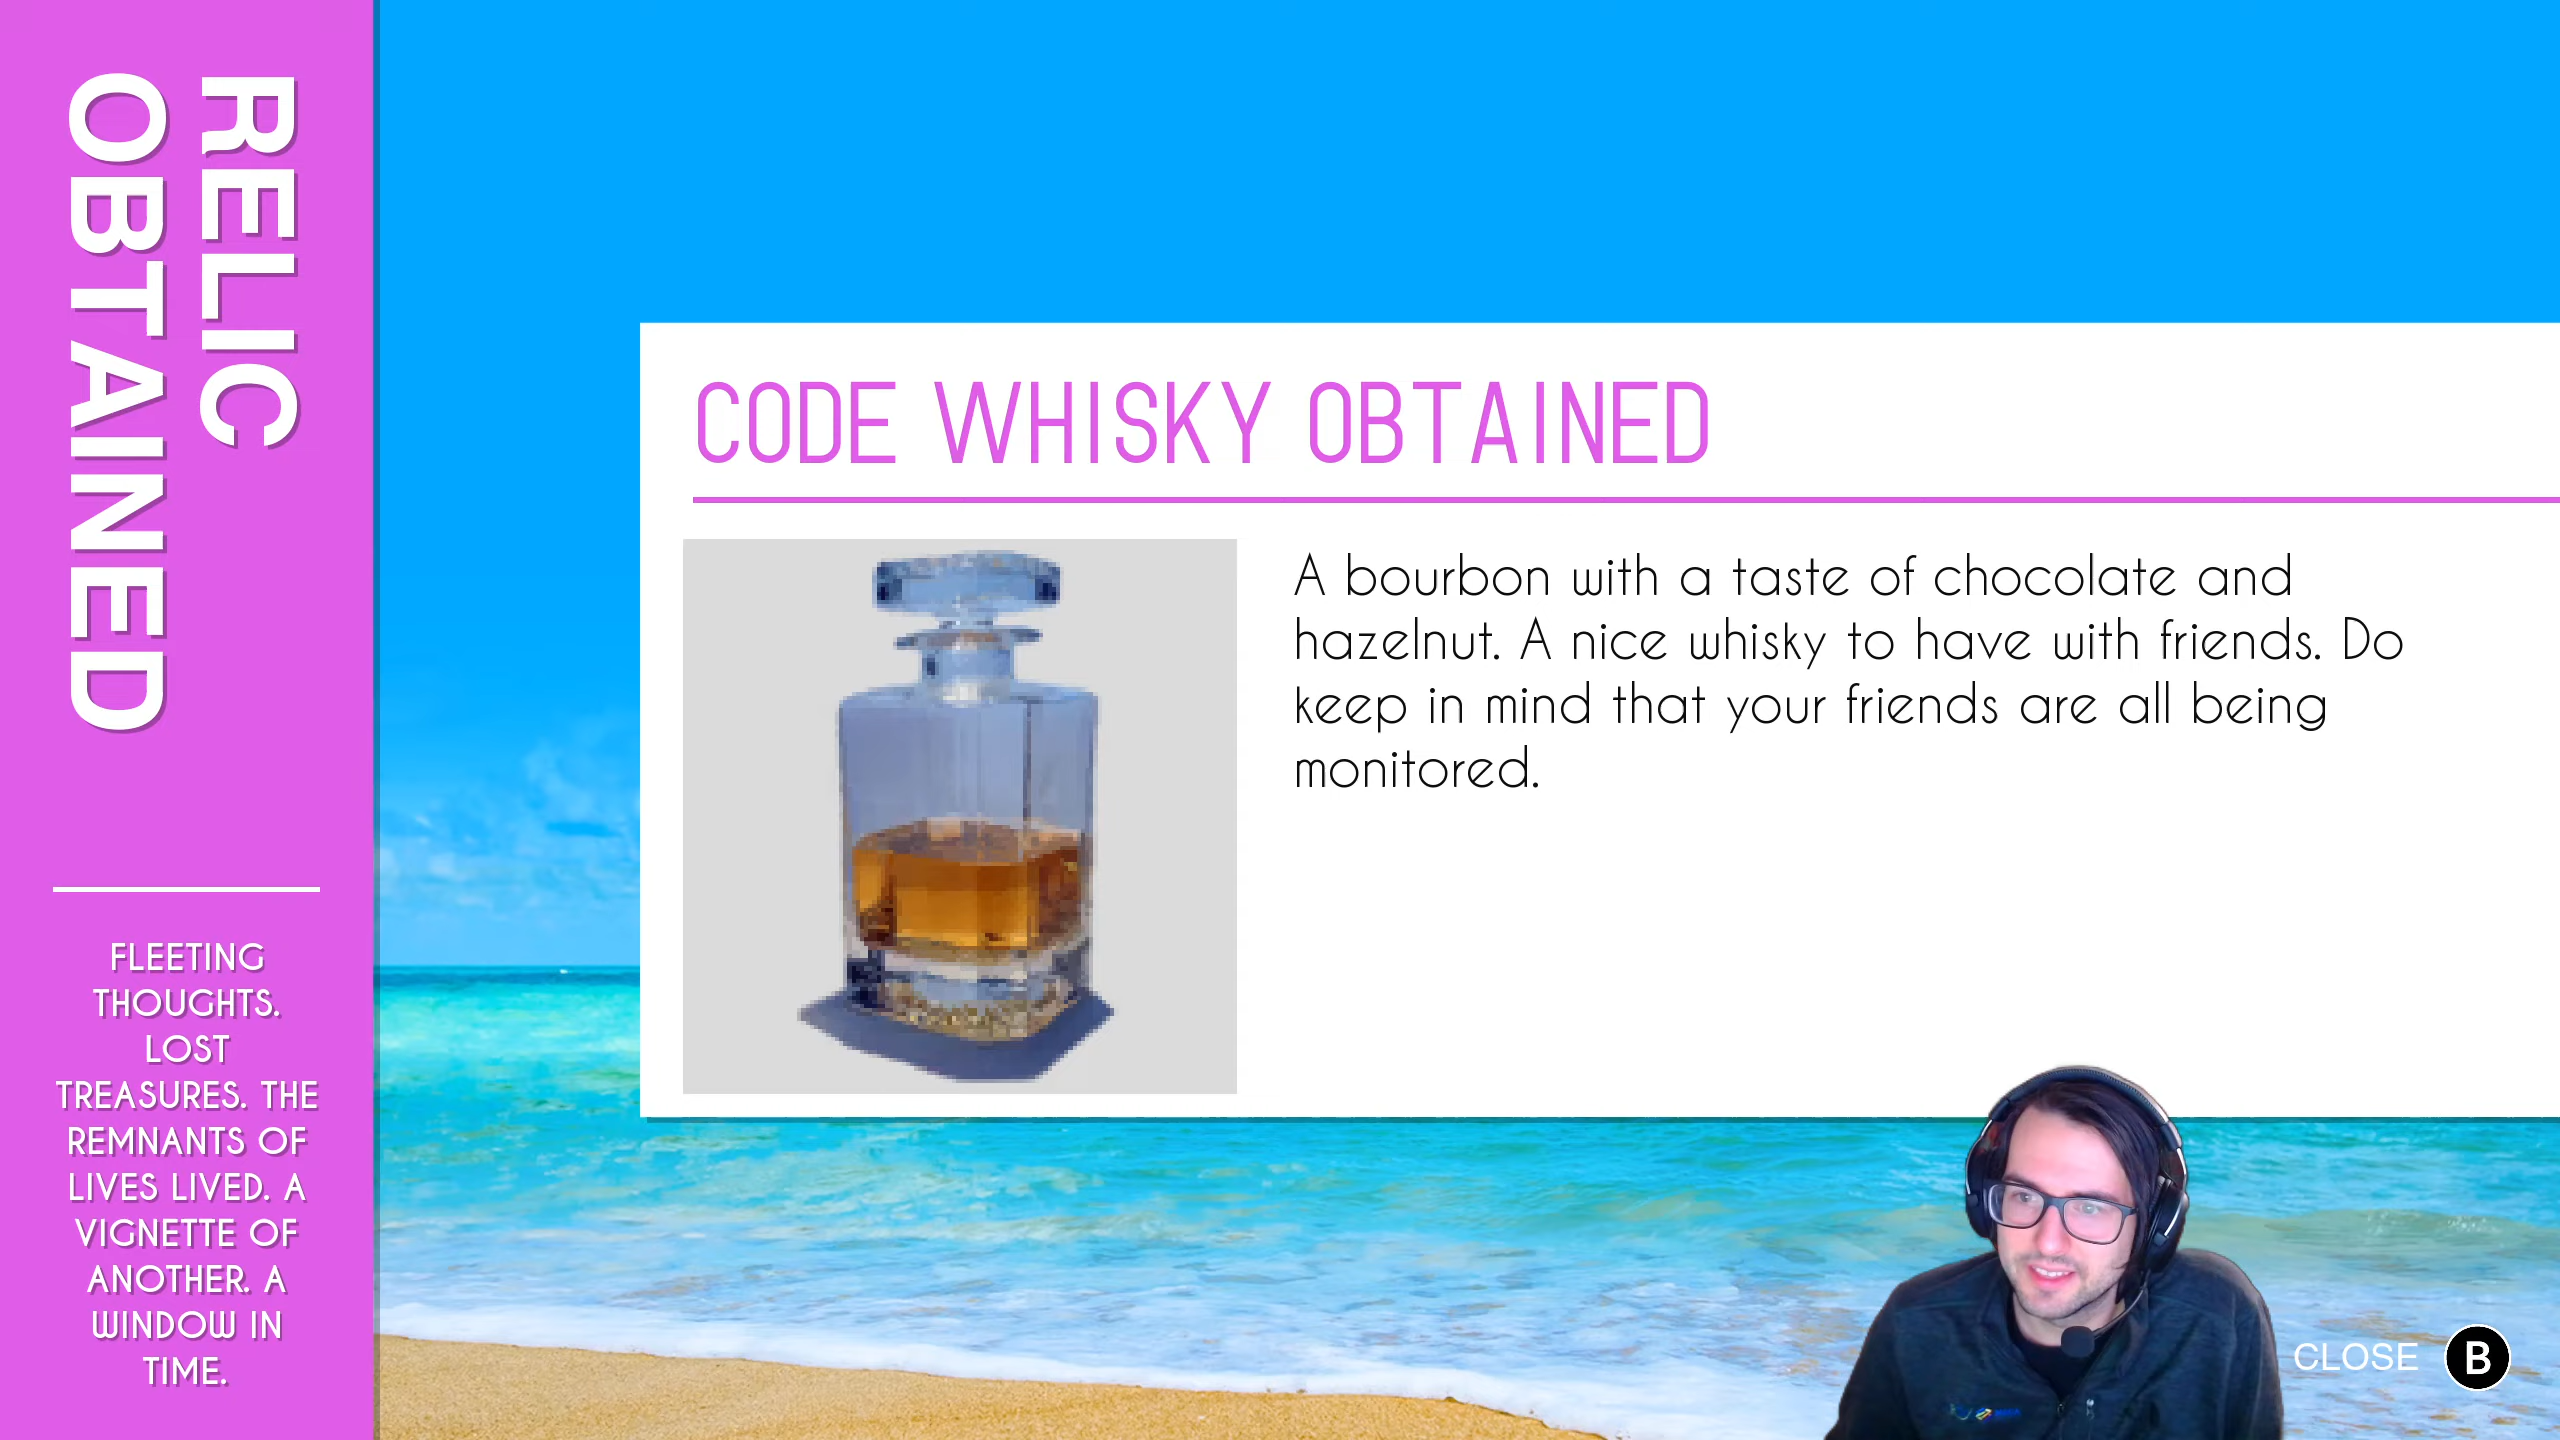 RELIC
OBTAINED
FLEETING
THOUGHTS.
LOST
TREASURES. THE
REMNANTS OF
LIVES LIVED. A
VIGNETTE OF
ANOTHER. A
WINDOW IN
TIME.
CODE WHISKY OBTAINED
A bourbon with a taste of chocolate and
hazelnut. A nice whisky to have with friends. Do
keep in mind that your friends are all being
monitored.
CLOSE B